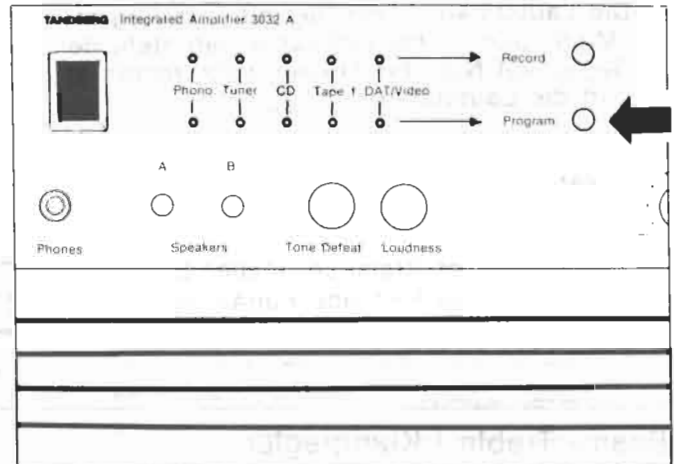 TANDBERG Integrated Amplifier 3032 A
Record
Phono Tuner CD Tape 1 DAT/Video
Program
A B
Phones Speakers Tone Defeat Loudness